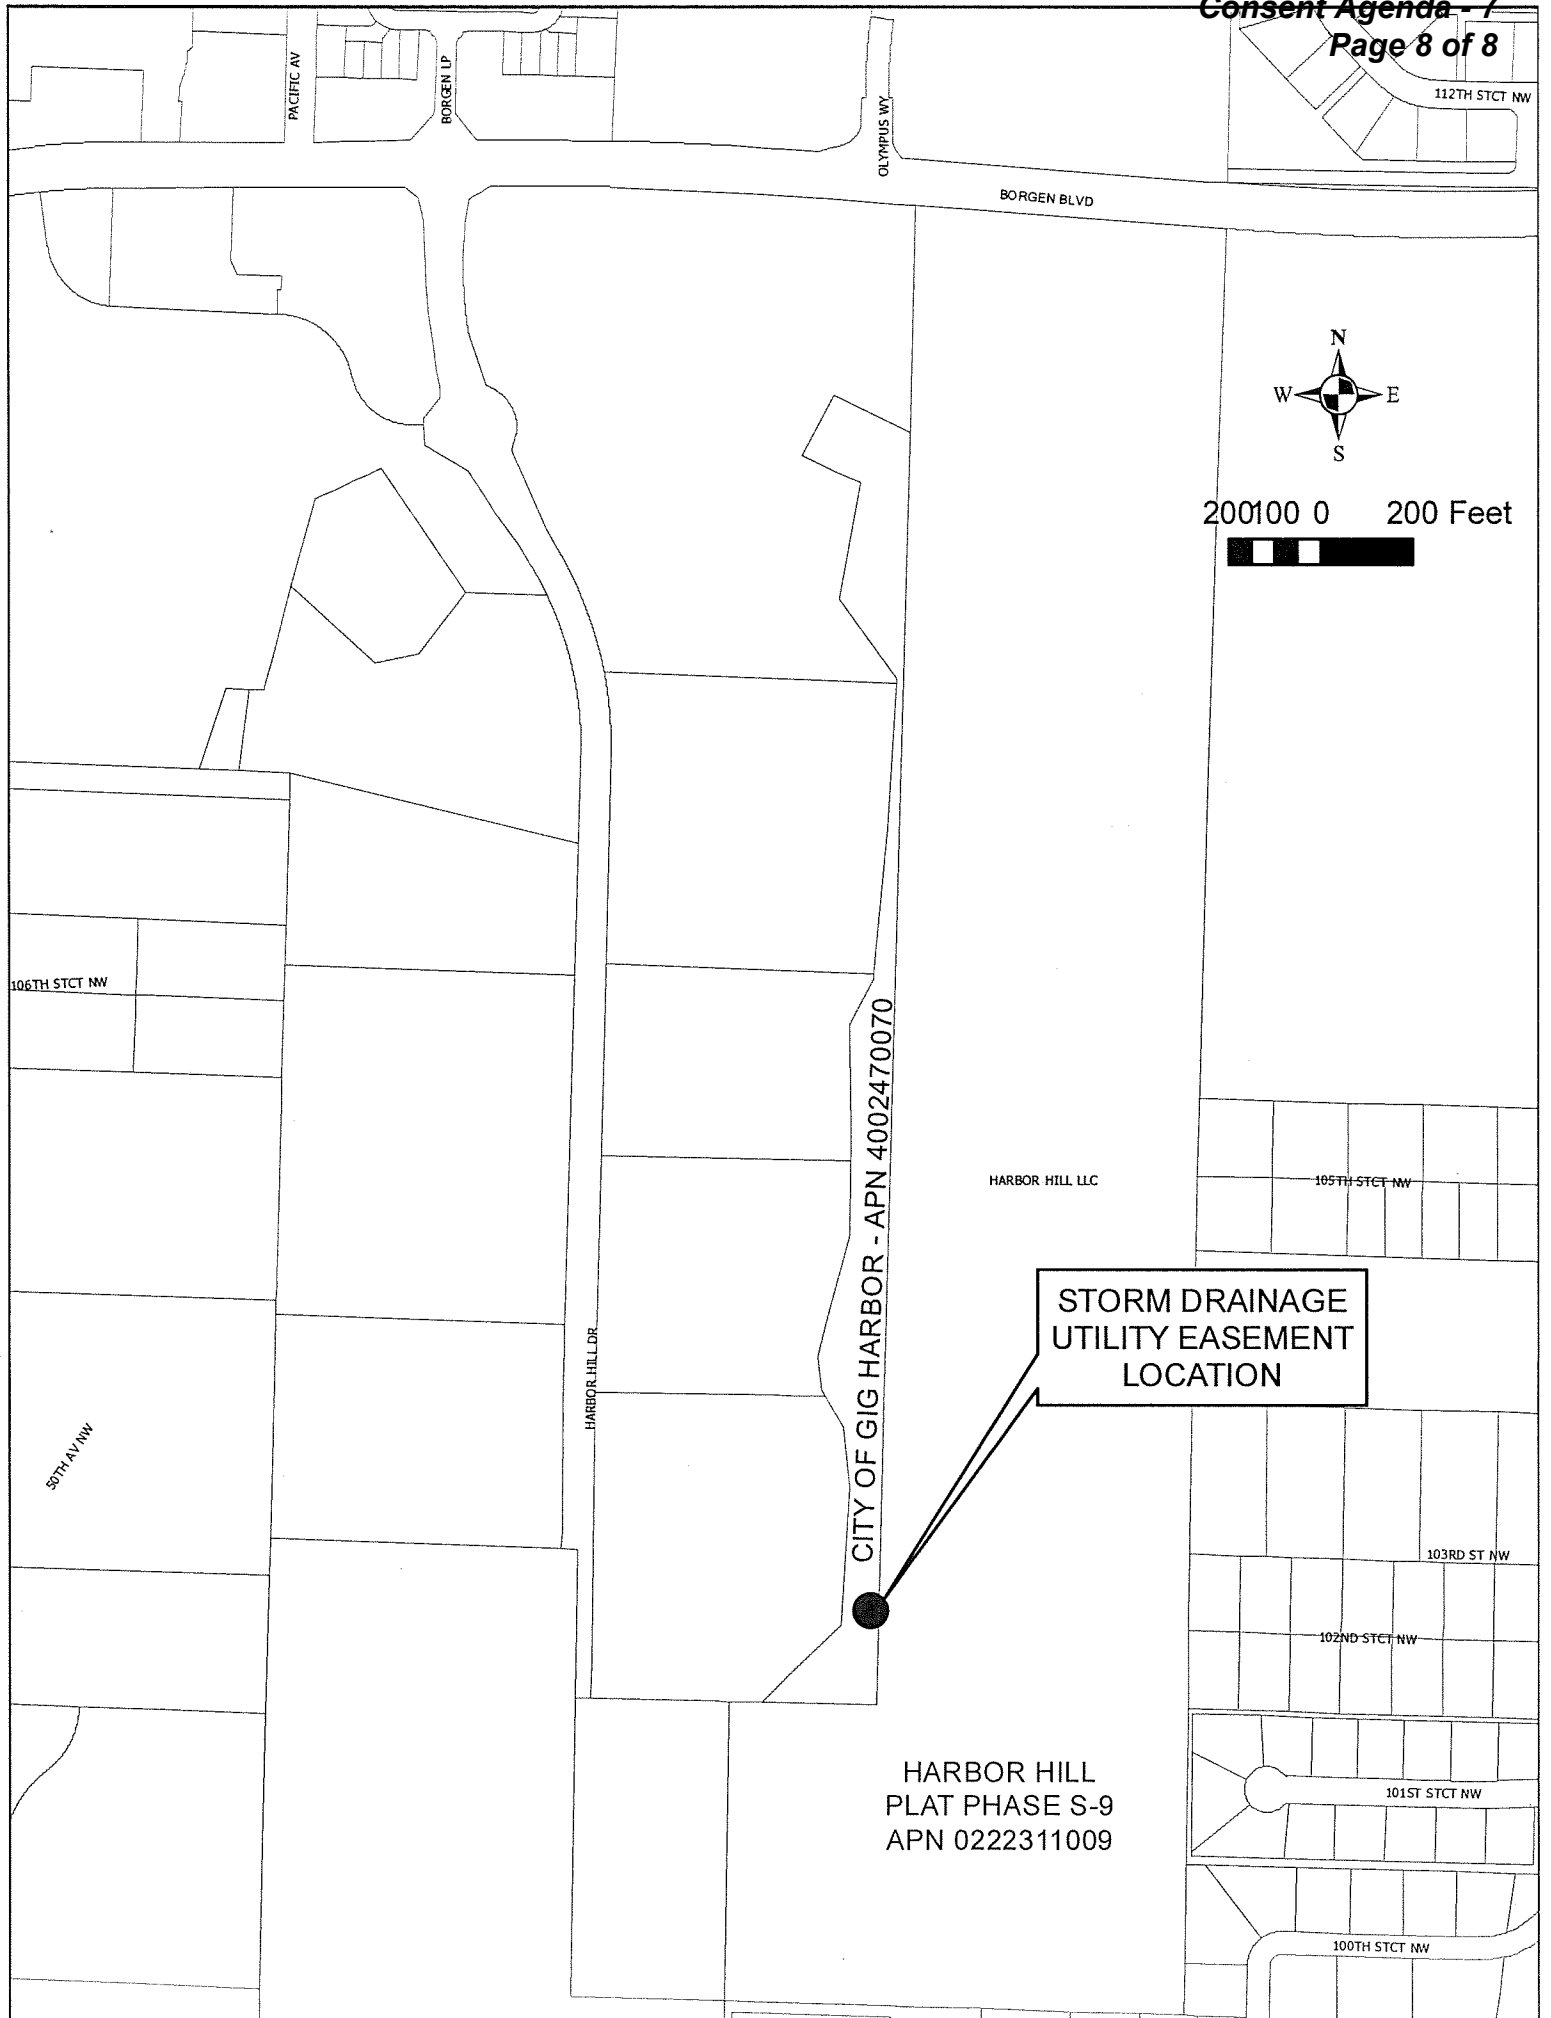 Consent Agenda - 7
Page 8 of 8
PACIFIC AV
BORGEN LP
OLYMPUS WY
112TH STCT NW
BORGEN BLVD
N
W E
S
200100 0 200 Feet
106TH STCT NW
CITY OF GIG HARBOR - APN 4002470070
HARBOR HILL LLC
105TH STCT NW
STORM DRAINAGE
UTILITY EASEMENT
LOCATION
HARBOR HILL DR
50TH AV NW
103RD ST NW
102ND STCT NW
HARBOR HILL
PLAT PHASE S-9
APN 0222311009
101ST STCT NW
100TH STCT NW